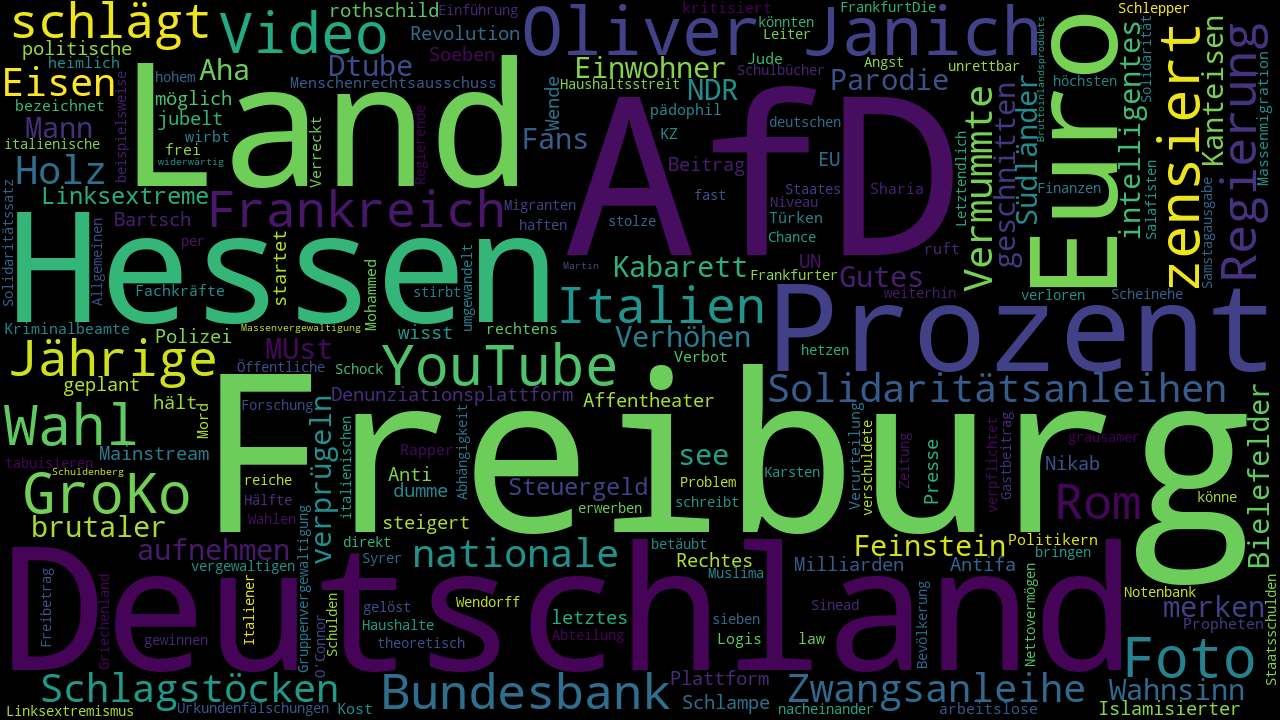 schlägt
Video
rothschild
Einführung
Revolution
Soeben
Oliver Janich
kritisiert
könnten
Leiter
FrankfurtDie
Schlepper
politische
heimlich
Eisen
Aha
Dtube
Menschenrechtsausschuss
Einwohner
Haushaltsstreit
NDR
Jude
Schulbücher
Angst
Parodie
unrettbar
höchsten
Solidarität
Massenmigration
bezeichnet
beispielsweise
hohem
möglich
jubelt
Land
Wende
Fans
pädophil
KZ
AfD
deutschen
EU
Euro
Bruttoinlandsprodukts
intelligentes
zensiert
Kanteisen
Regierung
Mann
italienische
wirbt
frei
widerwärtig
Verreckt
Regierende
Beitrag
Vermummte
geschnitten
Südländer
Holz
Linksextreme
Migranten
fast
Staates
Niveau
Sharia
Letztendlich
Finanzen
Salafisten
Samstagausgabe
Solidaritätssatz
Allgemeinen
Bartsch
Frankreich
haften
stolze
Türken
Chance
ruft
Hessen
per
startet
Mohammed
stirbt
umgewandelt
Martin
Kabarett
UN
Frankfurter
Gutes
weiterhin
Fachkräfte
Italien
verloren
Scheinehe
Kriminalbeamte
Massenvergewaltigung
Polizei
wisst
rechtens
Verhöhen
Prozent
Jährige
MUst
YouTube
Verbot
hetzen
geplant
Öffentliche
Schock
Solidaritätsanleihen
Wahl
hält
Mord
Forschung
Denunziationsplattform
Affentheater
Freiburg
Mainstream
verprügeln
italienischen
Abhängigkeit
Rapper
see
Karsten
Verurteilung
verschuldete
Zeitung
Presse
verpflichtet
Gastbeitrag
grausamer
Bielefelder
tabuisieren
Schuldenberg
reiche
Anti
Nikab
GroKo
Hälfte
dumme
Steuergeld
Problem
Rom
könne
brutaler
Wahlen
steigert
erwerben
schreibt
aufnehmen
Gruppenvergewaltigung
direkt
nationale
betäubt
Feinstein
Politikern
vergewaltigen
Syrer
Rechtes
Milliarden
Antifa
bringen
Deutschland
Freibetrag
Griechenland
Muslima
Notenbank
Italiener
gelöst
Wendorff
Sinead
merken
gewinnen
Schulden
Haushalte
letztes
sieben
Bevölkerung
Nettovermögen
Propheten
O'Connor
theoretisch
Abteilung
Logis
law
Staatsschulden
Foto
Schlagstöcken
Bundesbank
Plattform
Zwangsanleihe
Wahnsinn
Schlampe
Linksextremismus
Urkundenfälschungen
Kost
nacheinander
arbeitslose
Islamisierter